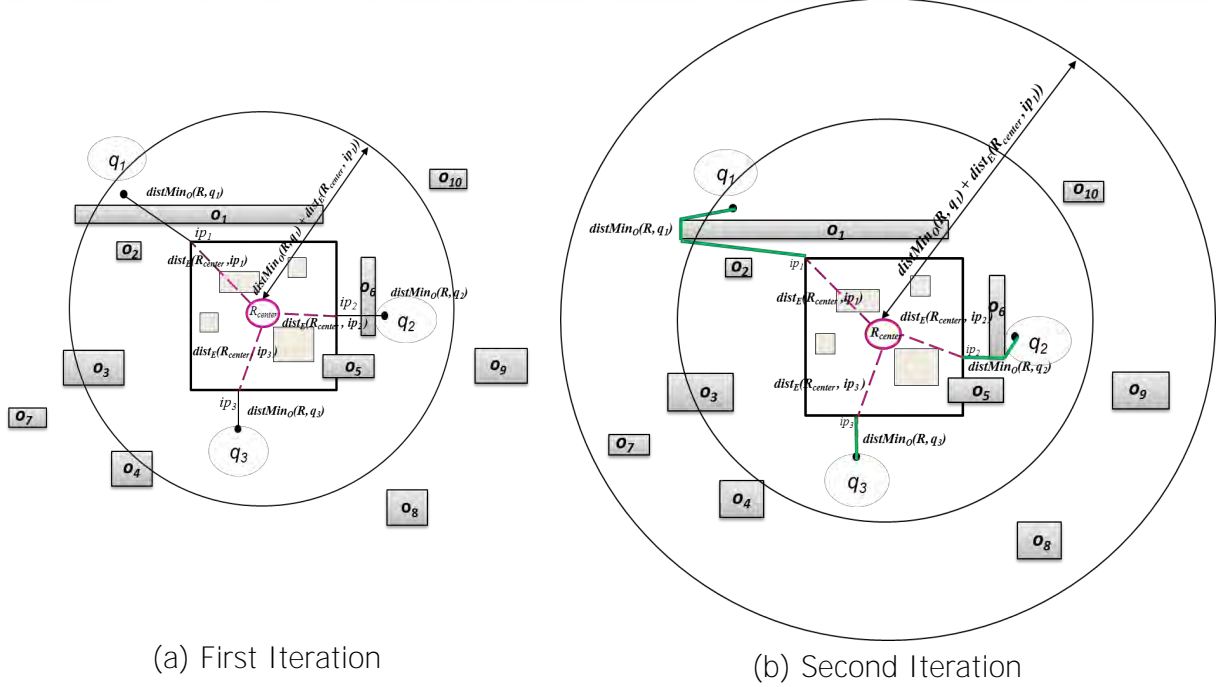 q1
distMinO(R, q1)
distMinO(R,q1) + distE(Rcenter, ip1))
o10
o1
ip1
o2
distE(Rcenter ,ip1)
o6
distMinO(R, q2)
Rcenter
ip2
distE(Rcenter, ip2)
q2
distE(Rcenter, ip3)
o3
o5
o9
ip3
distMinO(R, q3)
o7
q3
o4
o8
(a) First Iteration
distMinO(R, q1) + distE(Rcenter, ip1))
q1
o10
distMinO(R, q1)
o1
o2
ip1
distE(Rcenter, ip1)
o6
distE(Rcenter, ip2)
Rcenter
q2
ip2
distMinO(R, q2)
distE(Rcenter, ip3)
o3
o5
o9
ip3
distMinO(R, q3)
o7
q3
o4
o8
(b) Second Iteration